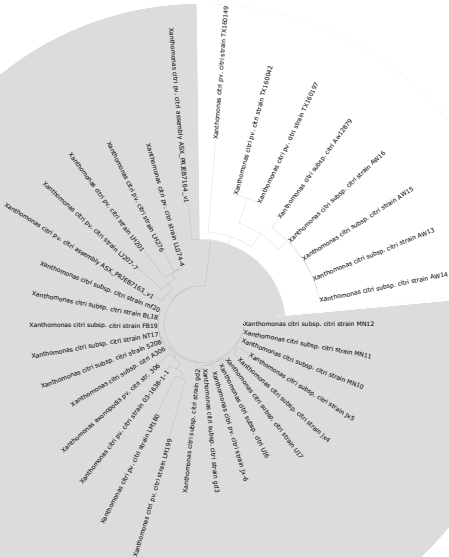 Xanthomonas citri pv. citri strain TX160149
Xanthomonas citri pv. citri strain TX160042
Xanthomonas citri pv. citri strain TX160197
Xanthomonas citri subsp. citri Aw12879
Xanthomonas citri subsp. citri strain AW16
Xanthomonas citri subsp. citri strain AW15
Xanthomonas citri subsp. citri strain AW13
Xanthomonas citri subsp. citri strain AW14
Xanthomonas citri subsp. citri strain MN12
Xanthomonas citri subsp. citri strain MN11
Xanthomonas citri subsp. citri strain MN10
Xanthomonas citri subsp. citri strain jx5
Xanthomonas citri subsp. citri strain jx4
Xanthomonas citri subsp. citri strain UI7
Xanthomonas citri subsp. citri UI6
Xanthomonas citri pv. citri strain jx-6
Xanthomonas citri subsp. citri strain gd3
Xanthomonas citri subsp. citri strain gd2
Xanthomonas citri pv. citri strain LM199
Xanthomonas citri pv. citri strain LM180
Xanthomonas citri pv. citri strain 03-1638-1-1
Xanthomonas axonopodis pv. citri str. 306
Xanthomonas citri subsp. citri A306
Xanthomonas citri subsp. citri strain 5208
Xanthomonas citri subsp. citri strain NT17
Xanthomonas citri subsp. citri strain FB19
Xanthomonas citri subsp. citri strain BL18
Xanthomonas citri subsp. citri strain mf20
Xanthomonas citri pv. citri assembly ASX_PRJEB7163_v1
Xanthomonas citri pv. citri strain LJ207-7
Xanthomonas citri pv. citri strain LH201
Xanthomonas citri pv. citri strain LH276
Xanthomonas citri pv. citri strain LL074-4
Xanthomonas citri pv. citri assembly ASX_PRJEB7164_v1